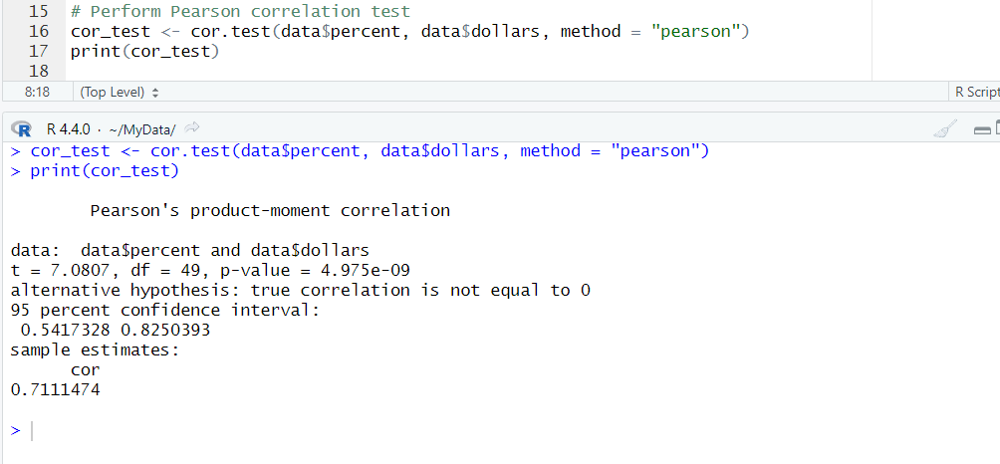 15 # Perform Pearson correlation test
16 cor_test <- cor.test(data$percent, data$dollars, method = "pearson")
17 print(cor_test)
18
8:18 (Top Level) R Script
R R 4.4.0 · ~/MyData/
> cor_test <- cor.test(data$percent, data$dollars, method = "pearson")
> print(cor_test)
Pearson's product-moment correlation
data: data$percent and data$dollars
t = 7.0807, df = 49, p-value = 4.975e-09
alternative hypothesis: true correlation is not equal to 0
95 percent confidence interval:
0.5417328 0.8250393
sample estimates:
cor
0.7111474
>